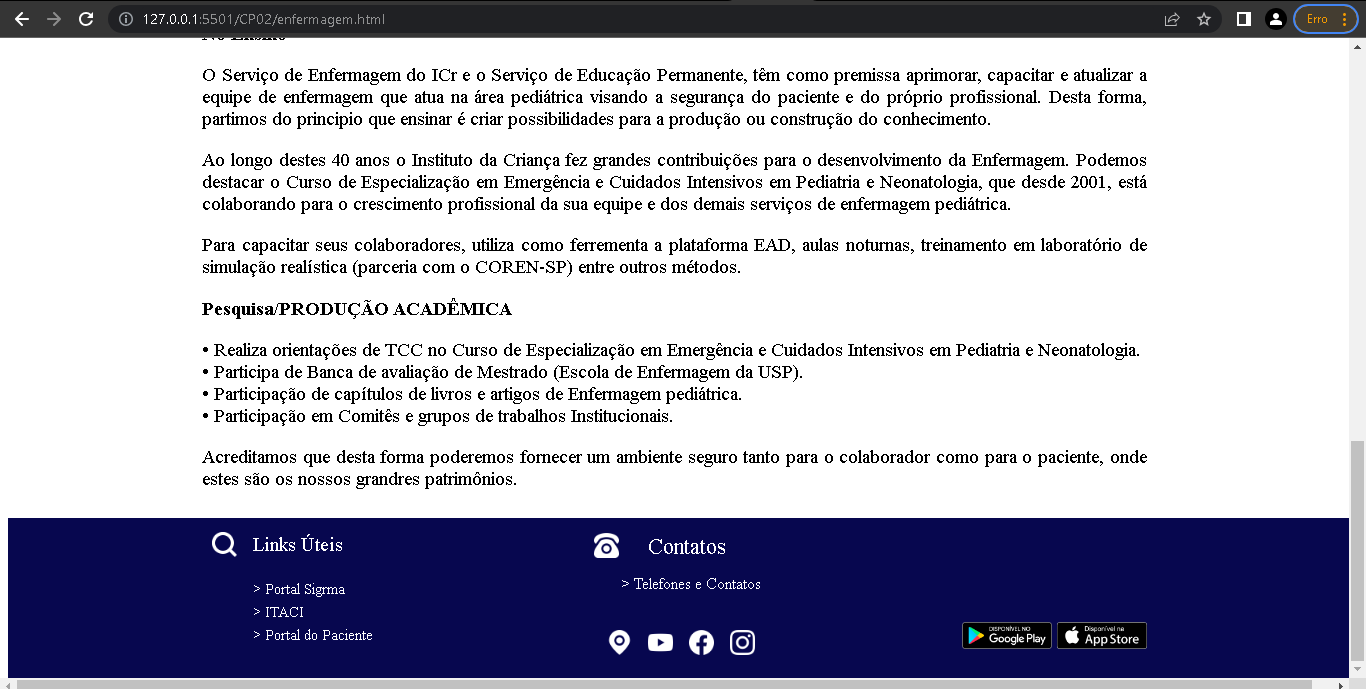 127.0.0.1:5501/CP02/enfermagem.html
Erro
No Ensino
O Serviço de Enfermagem do ICr e o Serviço de Educação Permanente, têm como premissa aprimorar, capacitar e atualizar a
equipe de enfermagem que atua na área pediátrica visando a segurança do paciente e do próprio profissional. Desta forma,
partimos do principio que ensinar é criar possibilidades para a produção ou construção do conhecimento.
Ao longo destes 40 anos o Instituto da Criança fez grandes contribuições para o desenvolvimento da Enfermagem. Podemos
destacar o Curso de Especialização em Emergência e Cuidados Intensivos em Pediatria e Neonatologia, que desde 2001, está
colaborando para o crescimento profissional da sua equipe e dos demais serviços de enfermagem pediátrica.
Para capacitar seus colaboradores, utiliza como ferrementa a plataforma EAD, aulas noturnas, treinamento em laboratório de
simulação realística (parceria com o COREN-SP) entre outros métodos.
Pesquisa/PRODUÇÃO ACADÊMICA
• Realiza orientações de TCC no Curso de Especialização em Emergência e Cuidados Intensivos em Pediatria e Neonatologia.
• Participa de Banca de avaliação de Mestrado (Escola de Enfermagem da USP).
• Participação de capítulos de livros e artigos de Enfermagem pediátrica.
• Participação em Comitês e grupos de trabalhos Institucionais.
Acreditamos que desta forma poderemos fornecer um ambiente seguro tanto para o colaborador como para o paciente, onde
estes são os nossos grandres patrimônios.
Links Úteis
> Portal Sigrma
> ITACI
> Portal do Paciente
Contatos
> Telefones e Contatos
DISPONÍVEL NO
Google Play
Disponível na
App Store